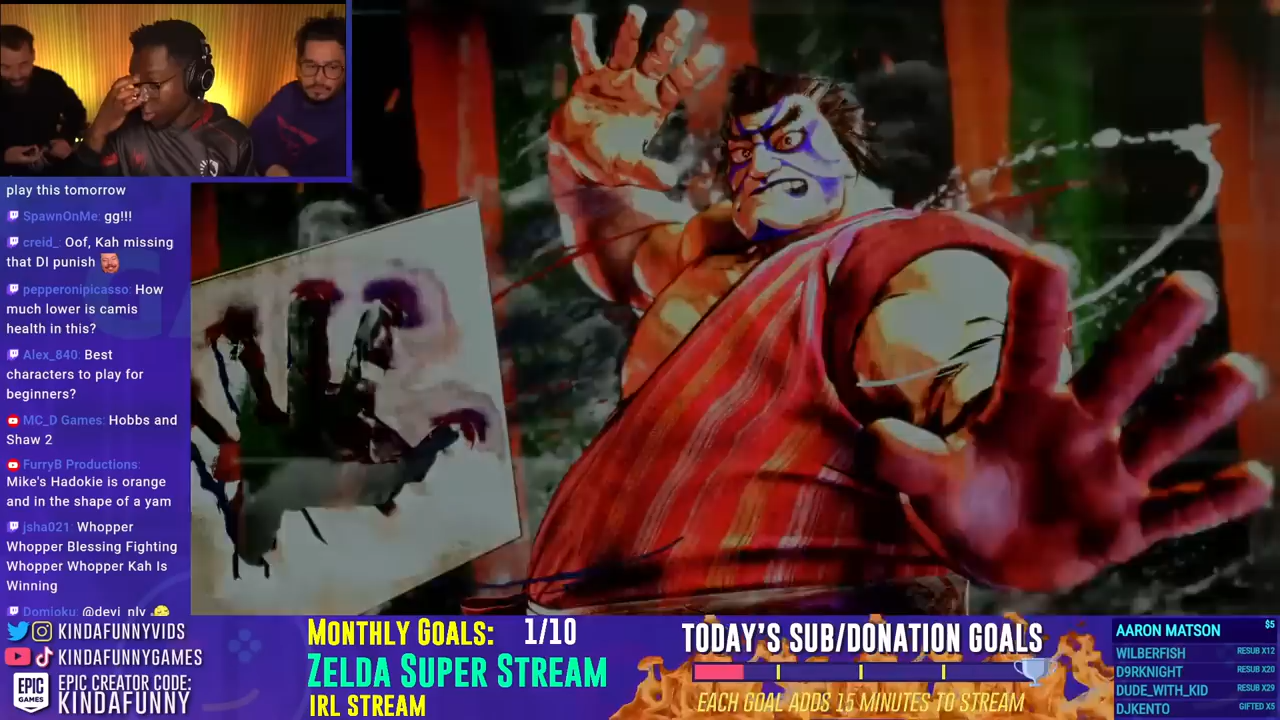 play this tomorrow
SpawnOnMe: gg!!!
creid_: Oof, Kah missing
that DI punish
pepperonipicasso: How
much lower is camis
health in this?
Alex_840: Best
characters to play for
beginners?
MC_D Games: Hobbs and
Shaw 2
FurryB Productions:
Mike's Hadokie is orange
and in the shape of a yam
jsha021: Whopper
Whopper Blessing Fighting
Whopper Whopper Kah Is
Winning
Domioku: @devi_nly
KINDAFUNNYVIDS
KINDAFUNNYGAMES
EPIC GAMES
EPIC CREATOR CODE:
KINDAFUNNY
MONTHLY GOALS: 1/10
ZELDA SUPER STREAM
IRL STREAM
TODAY'S SUB/DONATION GOALS
EACH GOAL ADDS 15 MINUTES TO STREAM
AARON MATSON $5
WILBERFISH RESUB X12
D9RKNIGHT RESUB X20
DUDE_WITH_KID RESUB X29
DJKENTO GIFTED X5